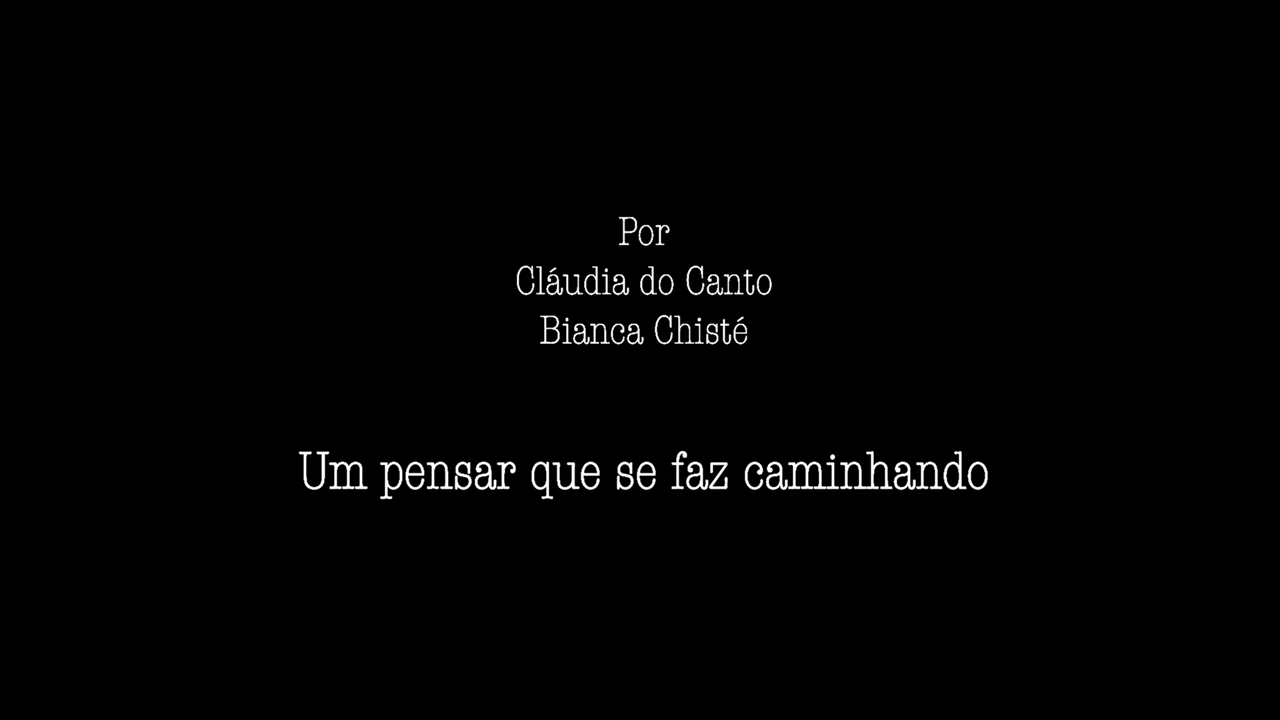 Por
Cláudia do Canto
Bianca Chisté
Um pensar que se faz caminhando